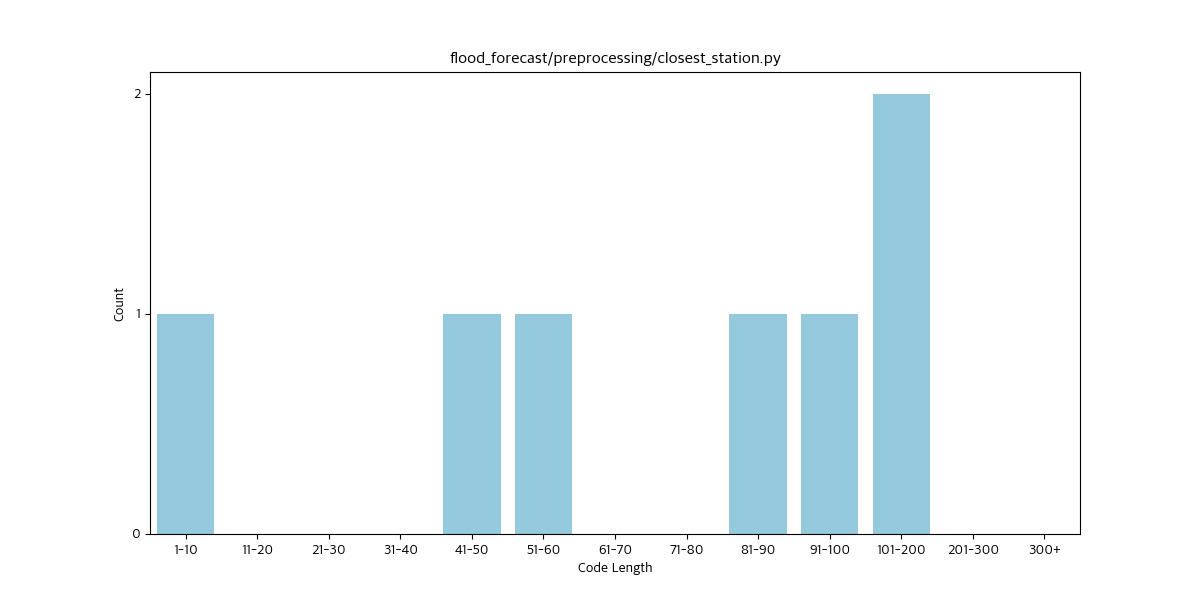 flood_forecast/preprocessing/closest_station.py
Count
2
1
0
1-10 11-20 21-30 31-40 41-50 51-60 61-70 71-80 81-90 91-100 101-200 201-300 300+
Code Length